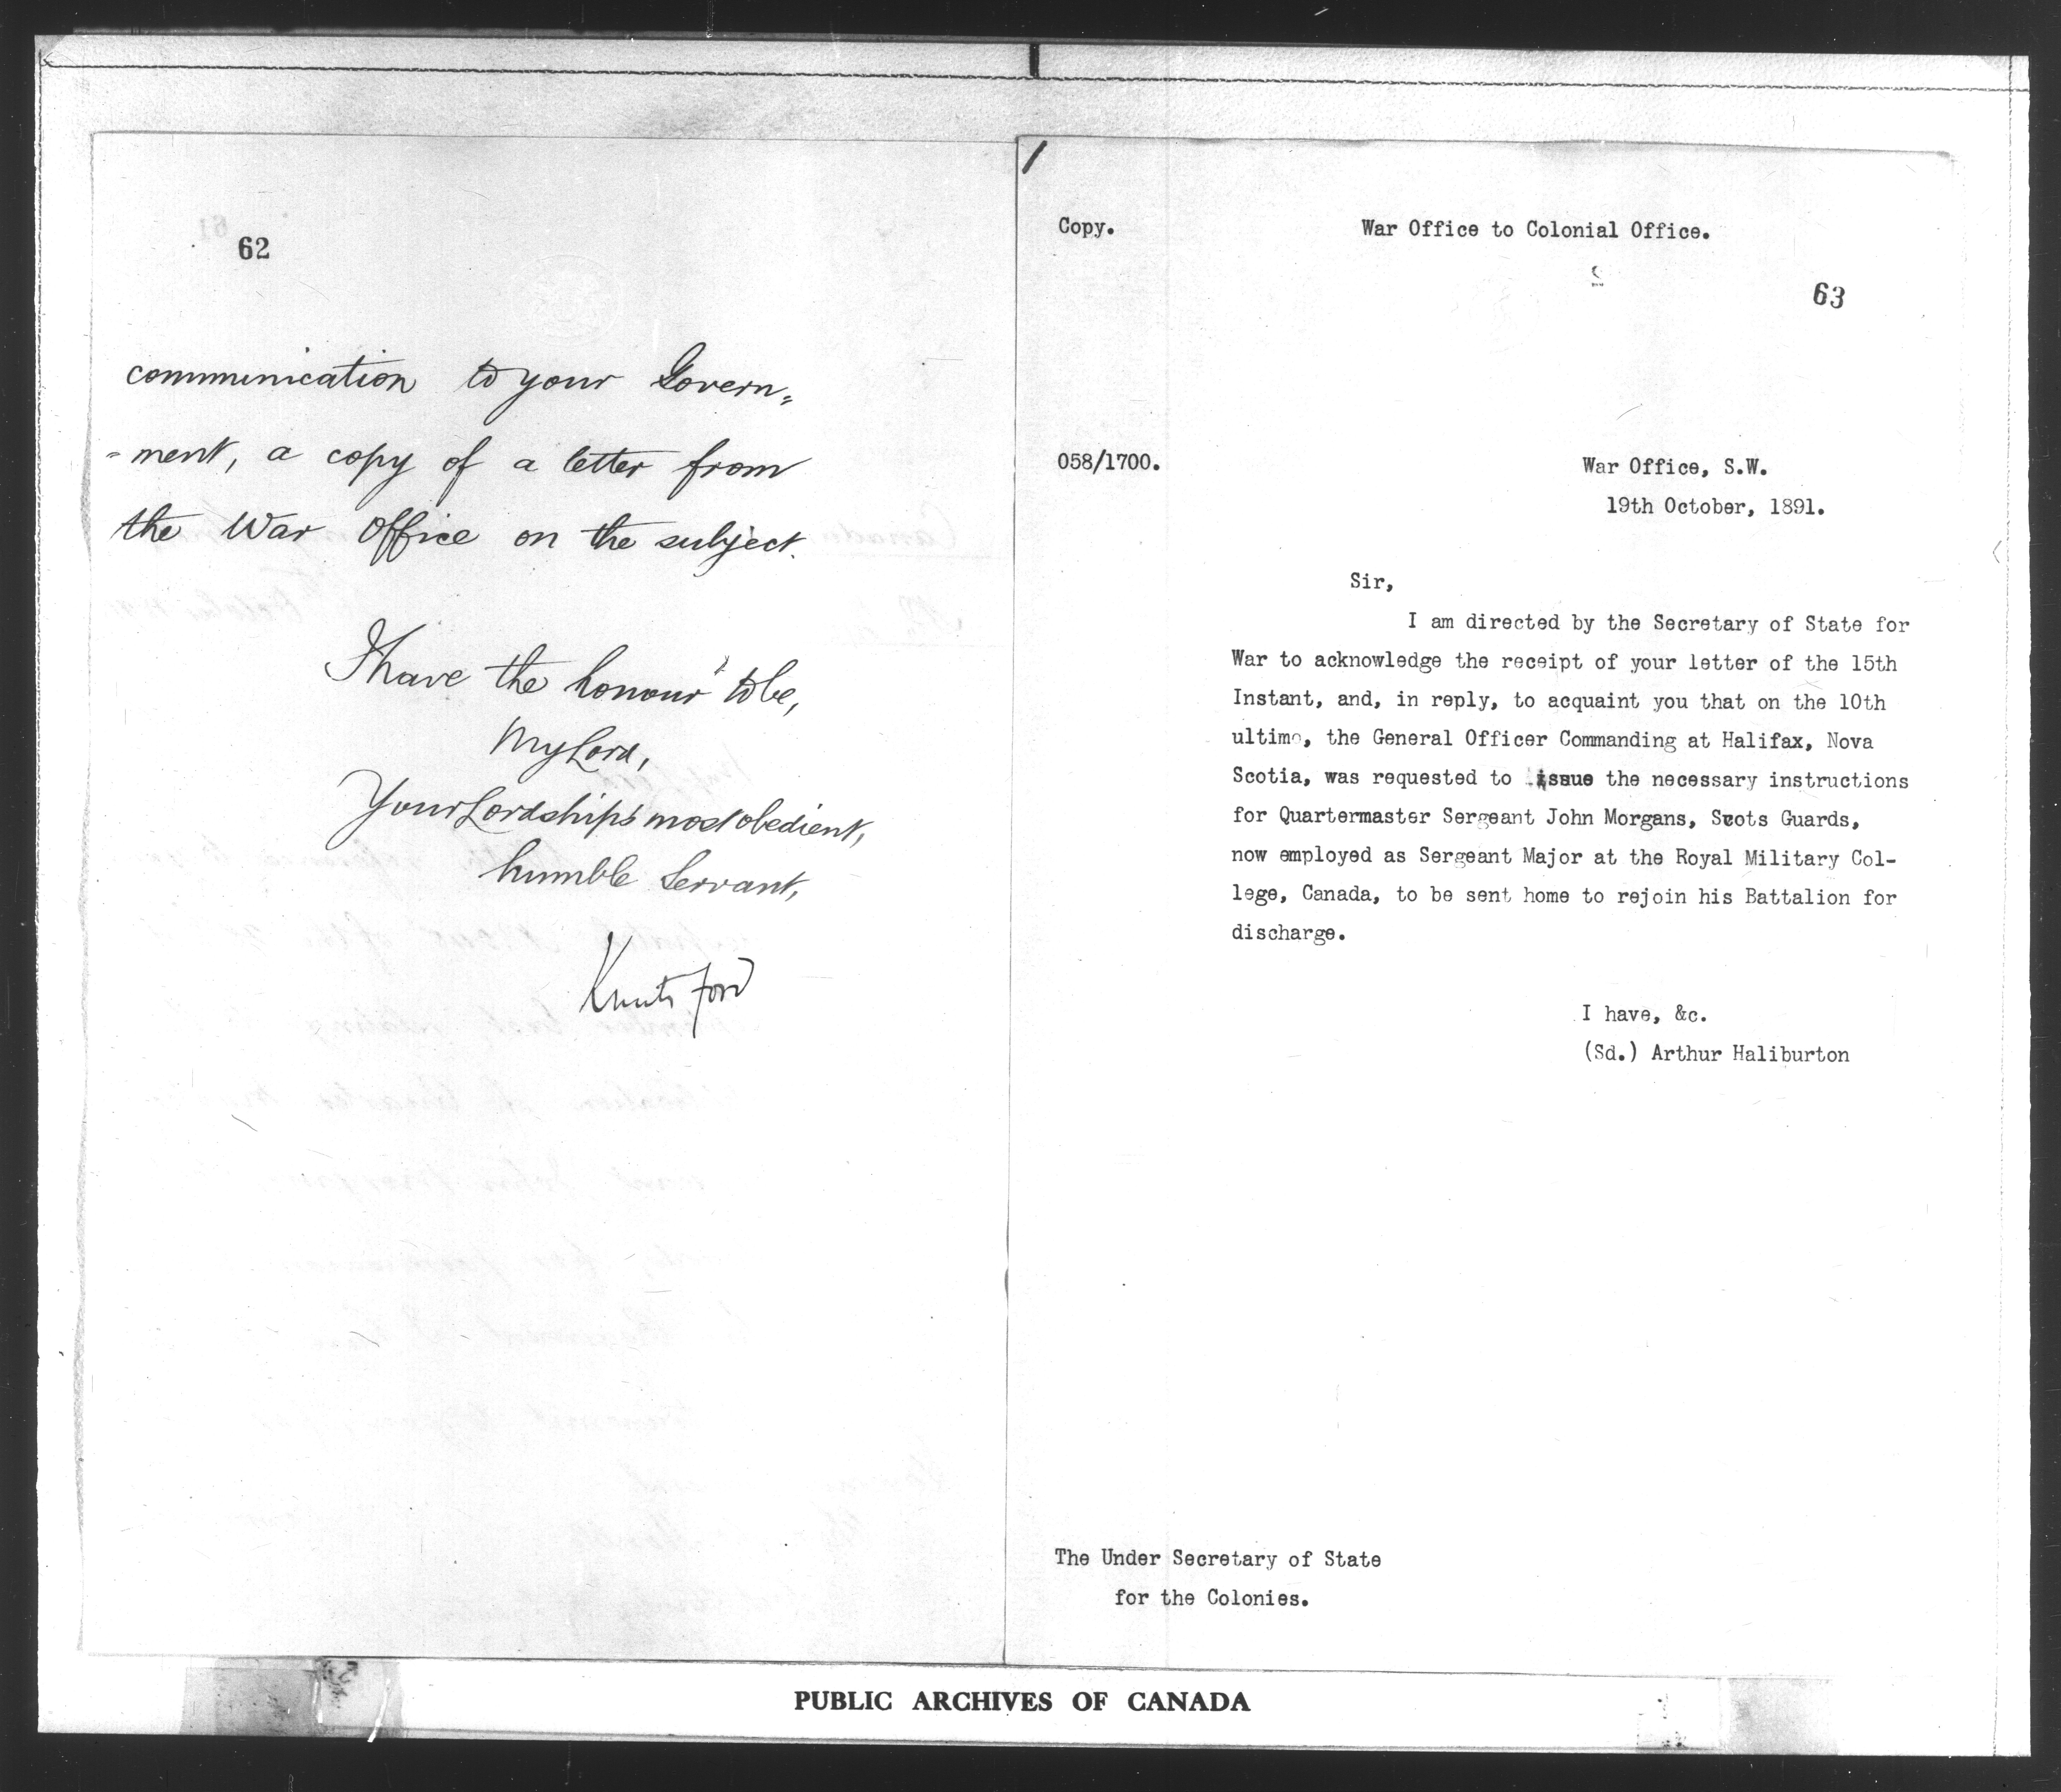 62
communication to your Govern=
=ment, a copy of a letter from
the War Office on the subject.
I have the honour to be,
My Lord,
Your Lordship's most obedient,
humble Servant,
Knutsford
Copy.
War Office to Colonial Office.
63
058/1700.
War Office, S.W.
19th October, 1891.
Sir,
I am directed by the Secretary of State for
War to acknowledge the receipt of your letter of the 15th
Instant, and, in reply, to acquaint you that on the 10th
ultimo, the General Officer Commanding at Halifax, Nova
Scotia, was requested to issue the necessary instructions
for Quartermaster Sergeant John Morgans, Scots Guards,
now employed as Sergeant Major at the Royal Military Col-
lege, Canada, to be sent home to rejoin his Battalion for
discharge.
I have, &c.
(Sd.) Arthur Haliburton
The Under Secretary of State
for the Colonies.
PUBLIC ARCHIVES OF CANADA